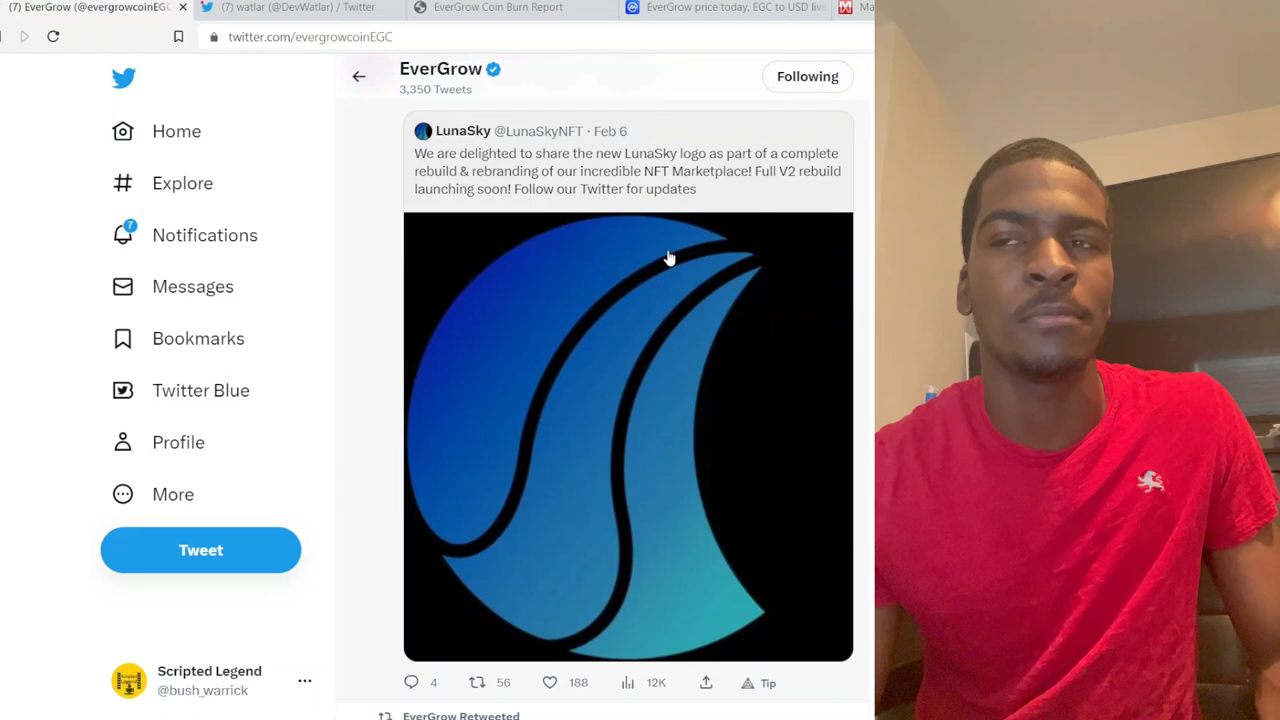 (7) EverGrow (@evergrowcoinEGC
(7) watlar (@DevWatlar) / Twitter
EverGrow Coin Burn Report
EverGrow price today, EGC to USD live
Ma
twitter.com/evergrowcoinEGC
EverGrow
3,350 Tweets
Following
Home
Explore
7
Notifications
Messages
Bookmarks
Twitter Blue
Profile
More
Tweet
Scripted Legend
@bush_warrick
LunaSky @LunaSkyNFT · Feb 6
We are delighted to share the new LunaSky logo as part of a complete
rebuild & rebranding of our incredible NFT Marketplace! Full V2 rebuild
launching soon! Follow our Twitter for updates
4 56 188 12K Tip
EverGrow Retweeted